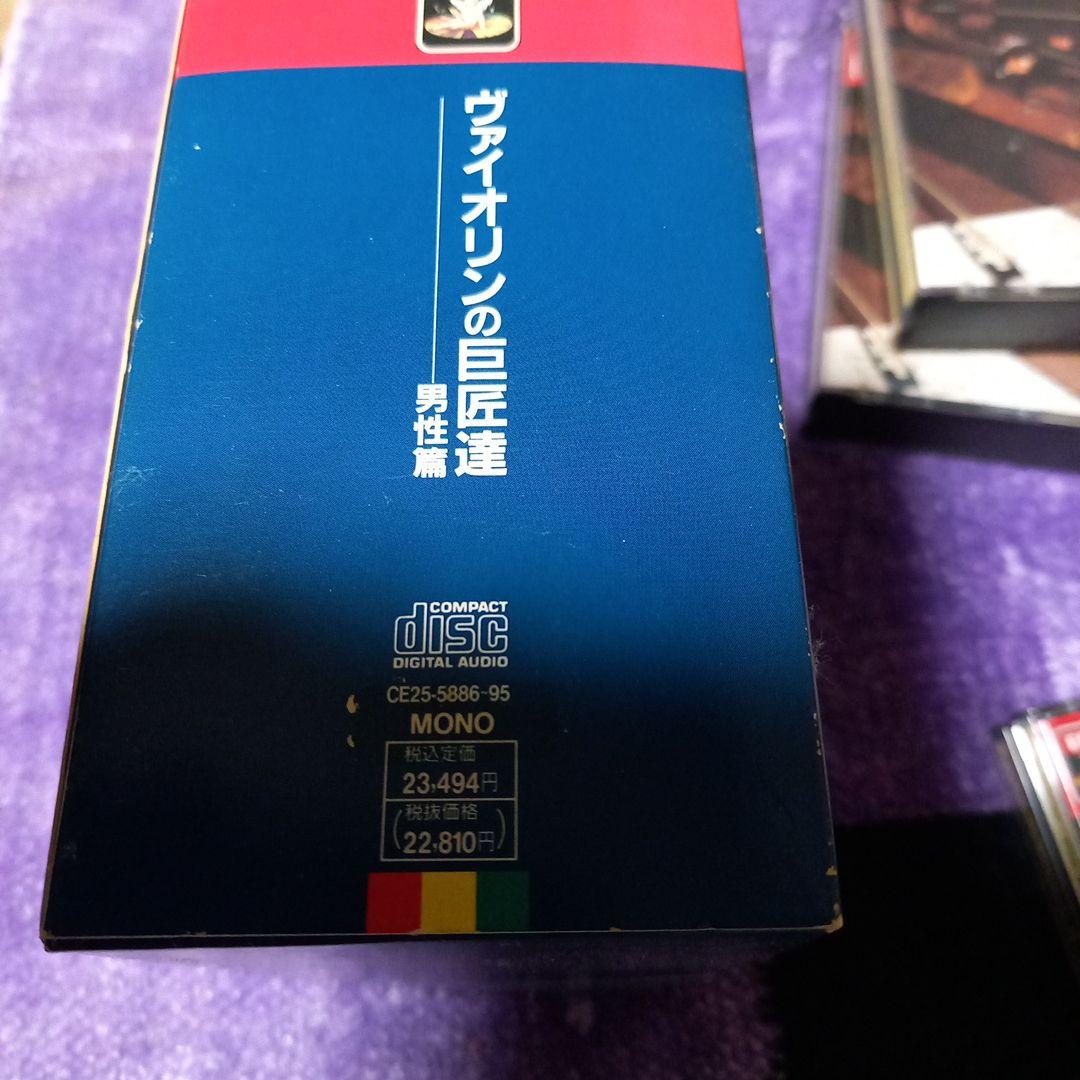 ヴァイオリンの巨匠達
男性篇
COMPACT
disc
DIGITAL AUDIO
CE25-5886~95
MONO
税込定価
23,494円
(税抜価格
22,810円)